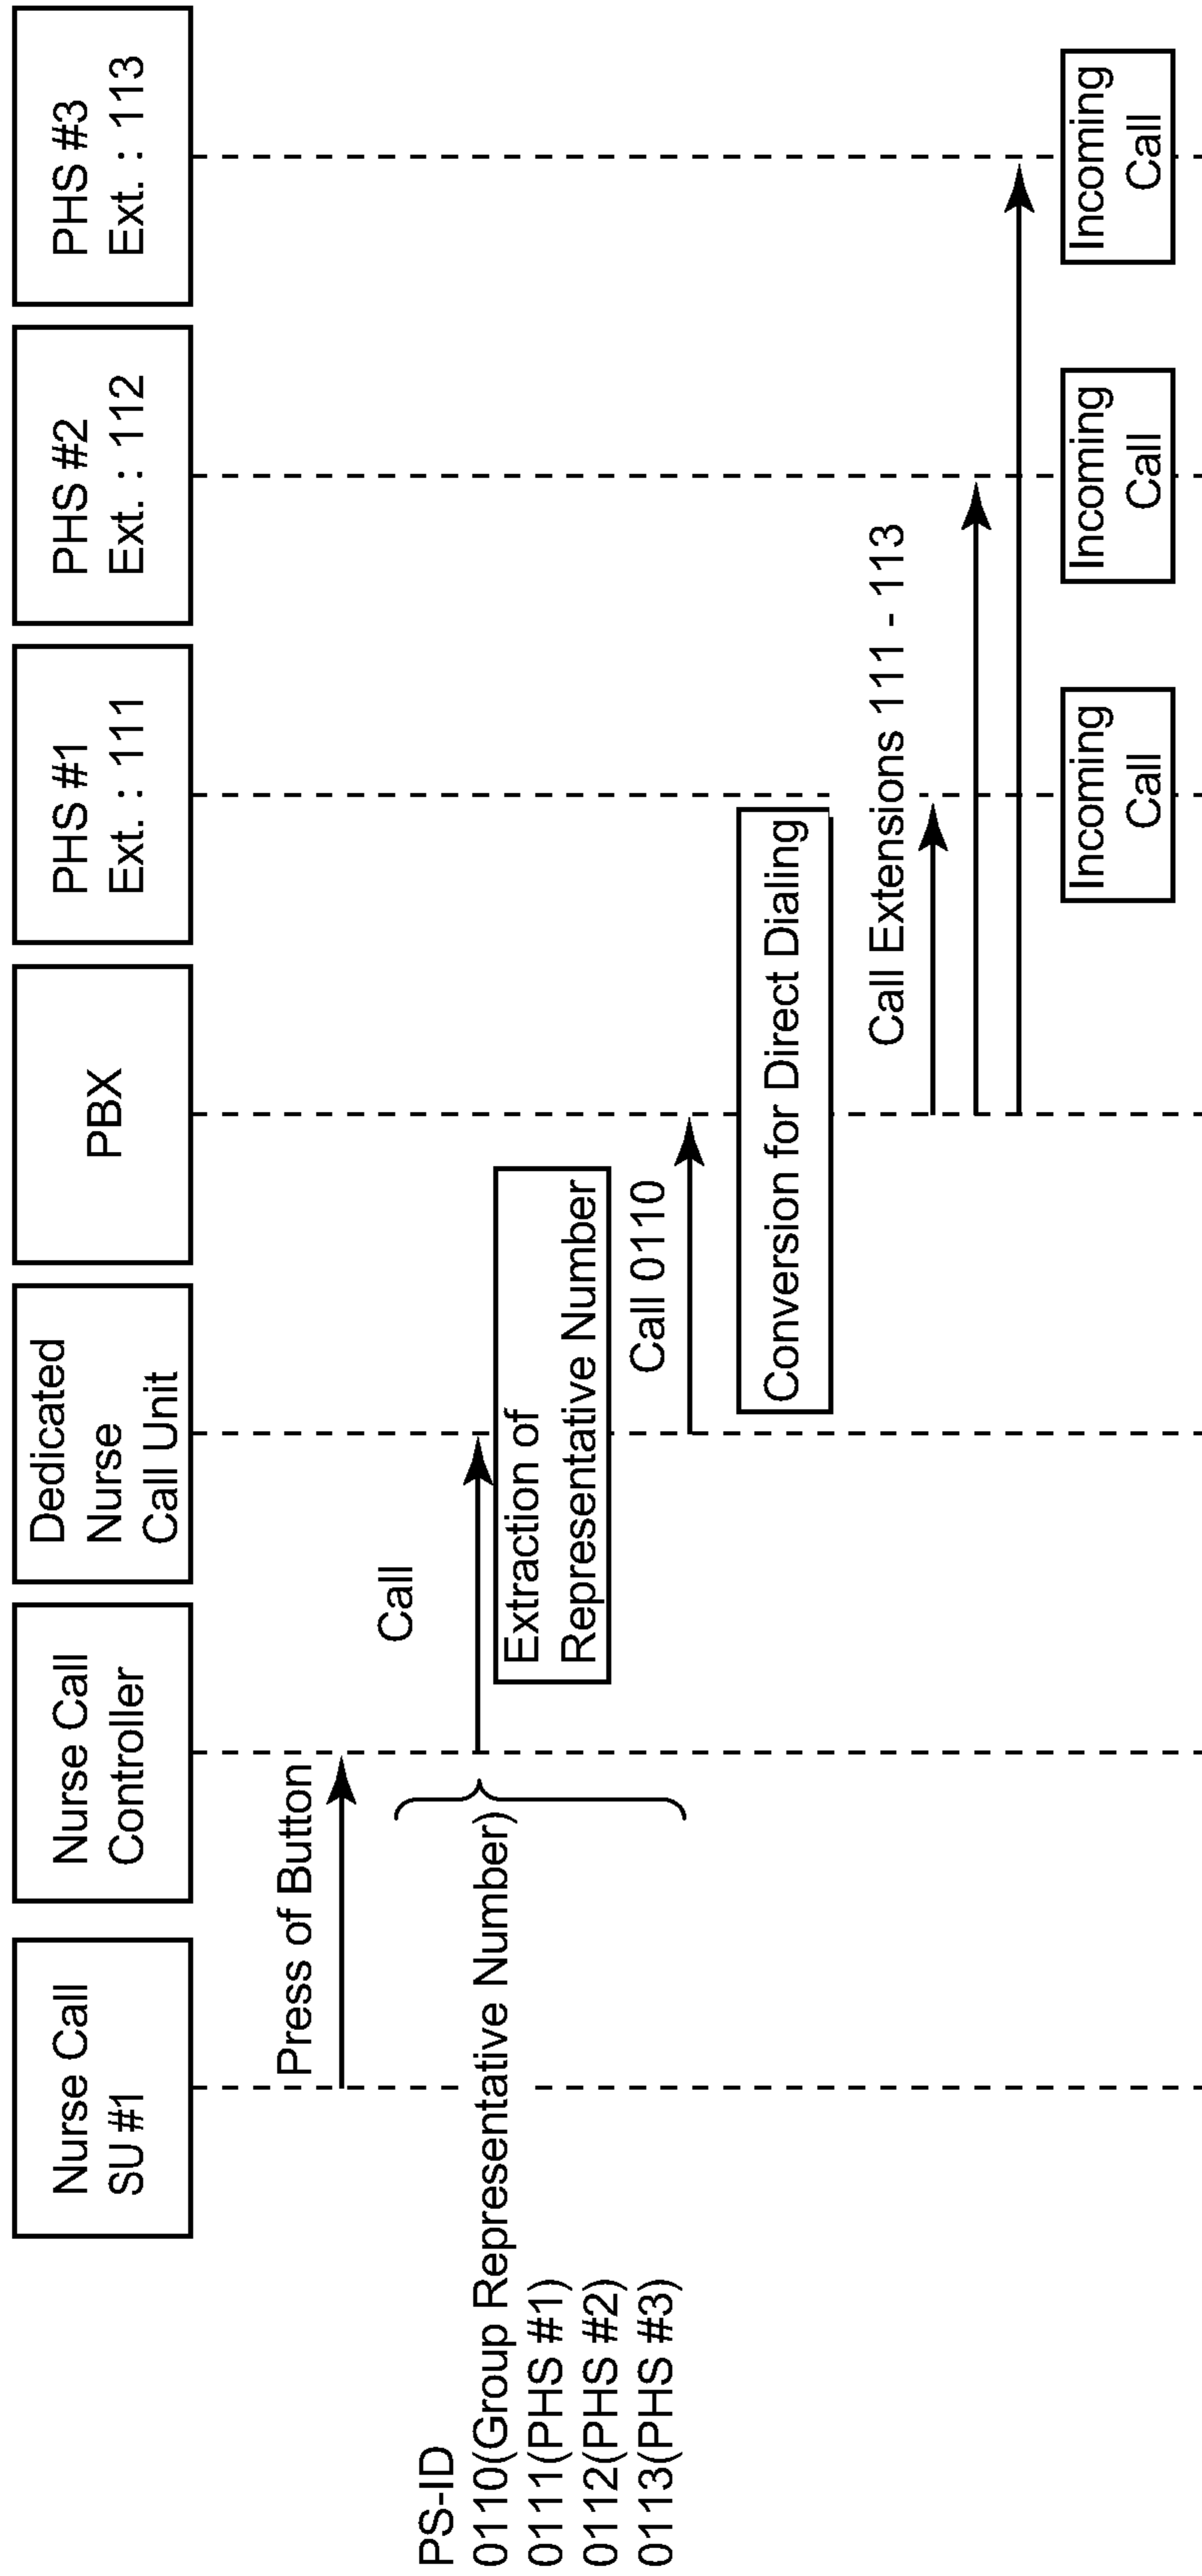 Nurse Call
SU #1
Nurse Call
Controller
Dedicated
Nurse
Call Unit
PBX
PHS #1
Ext. : 111
PHS #2
Ext. : 112
PHS #3
Ext. : 113
Press of Button
Call
PS-ID
0110(Group Representative Number)
0111(PHS #1)
0112(PHS #2)
0113(PHS #3)
Extraction of
Representative Number
Call 0110
Conversion for Direct Dialing
Call Extensions 111 - 113
Incoming
Call
Incoming
Call
Incoming
Call